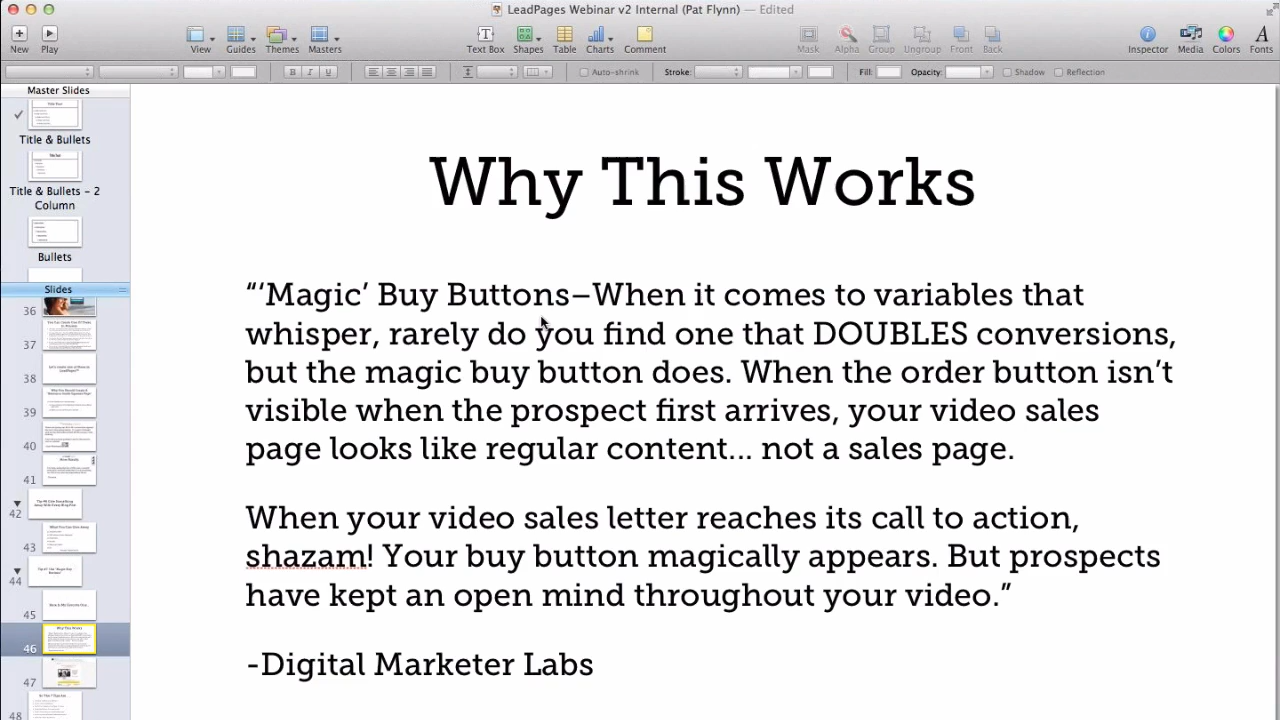 LeadPages Webinar v2 Internal (Pat Flynn) — Edited
New Play View Guides Themes Masters Text Box Shapes Table Charts Comment Mask Alpha Group Ungroup Front Back Inspector Media Colors Fonts
B I U Auto-shrink Stroke: Fill: Opacity: Shadow Reflection
Master Slides
Title & Bullets
Title & Bullets – 2
Column
Bullets
Slides
36
37
38
39
40
41
42
43
44
45
46
47
48
Why This Works
“‘Magic’ Buy Buttons–When it comes to variables that
whisper, rarely do you find one that DOUBLES conversions,
but the magic buy button does. When the order button isn’t
visible when the prospect first arrives, your video sales
page looks like regular content... not a sales page.
When your video sales letter reaches its call to action,
shazam! Your buy button magically appears. But prospects
have kept an open mind throughout your video.”
-Digital Marketer Labs